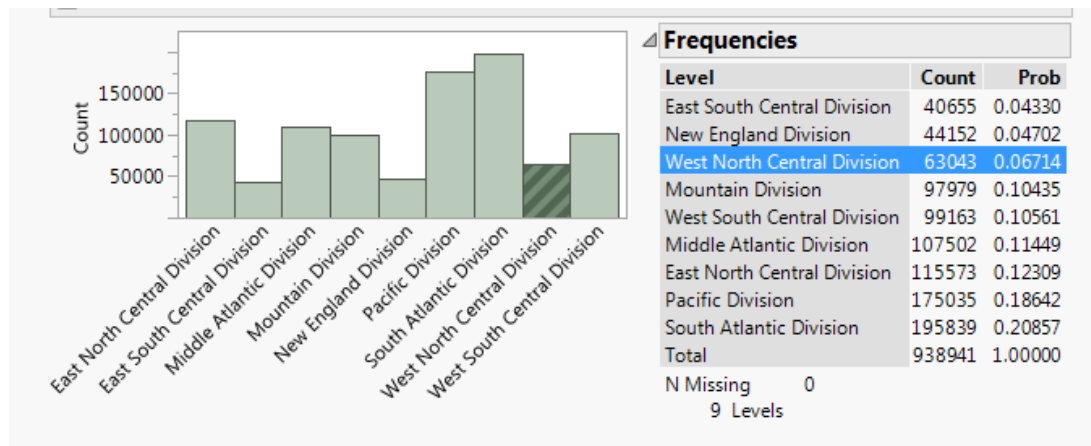 Count
150000
100000
50000
East North Central Division
East South Central Division
Middle Atlantic Division
Mountain Division
New England Division
Pacific Division
South Atlantic Division
West North Central Division
West South Central Division
Frequencies
Level Count Prob
East South Central Division 40655 0.04330
New England Division 44152 0.04702
West North Central Division 63043 0.06714
Mountain Division 97979 0.10435
West South Central Division 99163 0.10561
Middle Atlantic Division 107502 0.11449
East North Central Division 115573 0.12309
Pacific Division 175035 0.18642
South Atlantic Division 195839 0.20857
Total 938941 1.00000
N Missing 0
9 Levels